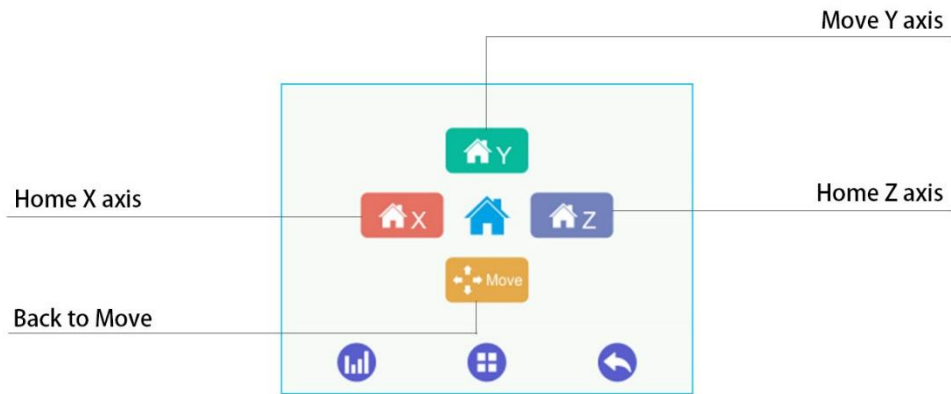 Move Y axis
Y
Home X axis
X
Z
Home Z axis
Move
Back to Move